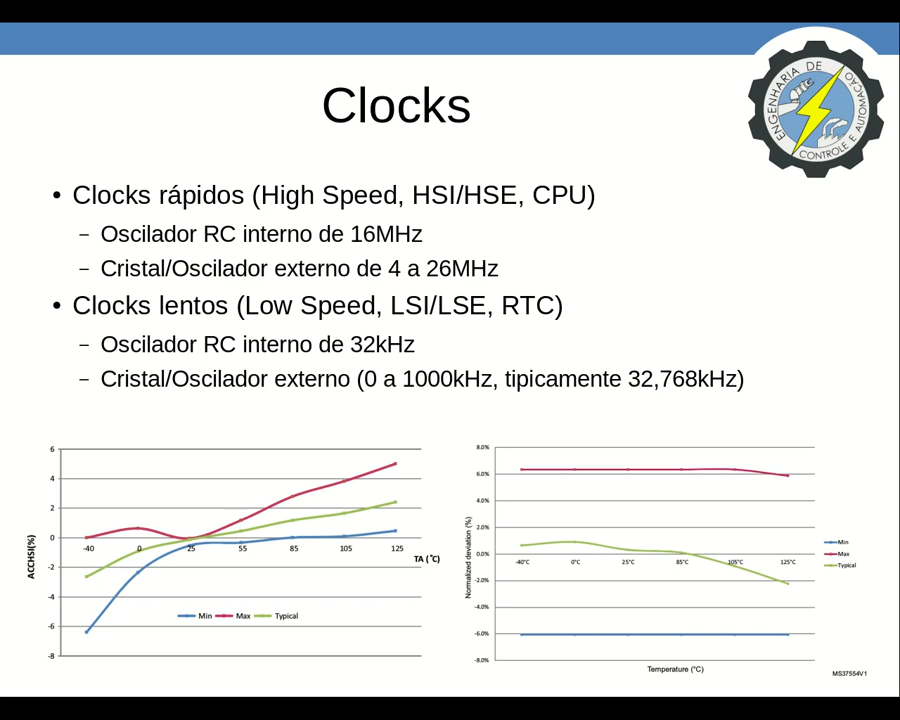 ENGENHARIA DE
CONTROLE E AUTOMAÇÃO
Clocks
• Clocks rápidos (High Speed, HSI/HSE, CPU)
– Oscilador RC interno de 16MHz
– Cristal/Oscilador externo de 4 a 26MHz
• Clocks lentos (Low Speed, LSI/LSE, RTC)
– Oscilador RC interno de 32kHz
– Cristal/Oscilador externo (0 a 1000kHz, tipicamente 32,768kHz)
6
4
2
0
-2
-4
-6
-8
ACCHSI(%)
-40 0 25 55 85 105 125
TA (°C)
Min Max Typical
8.0%
6.0%
4.0%
2.0%
0.0%
-2.0%
-4.0%
-6.0%
-8.0%
Normalized deviation (%)
-40°C 0°C 25°C 85°C 105°C 125°C
Min
Max
Typical
Temperature (°C)
MS37554V1